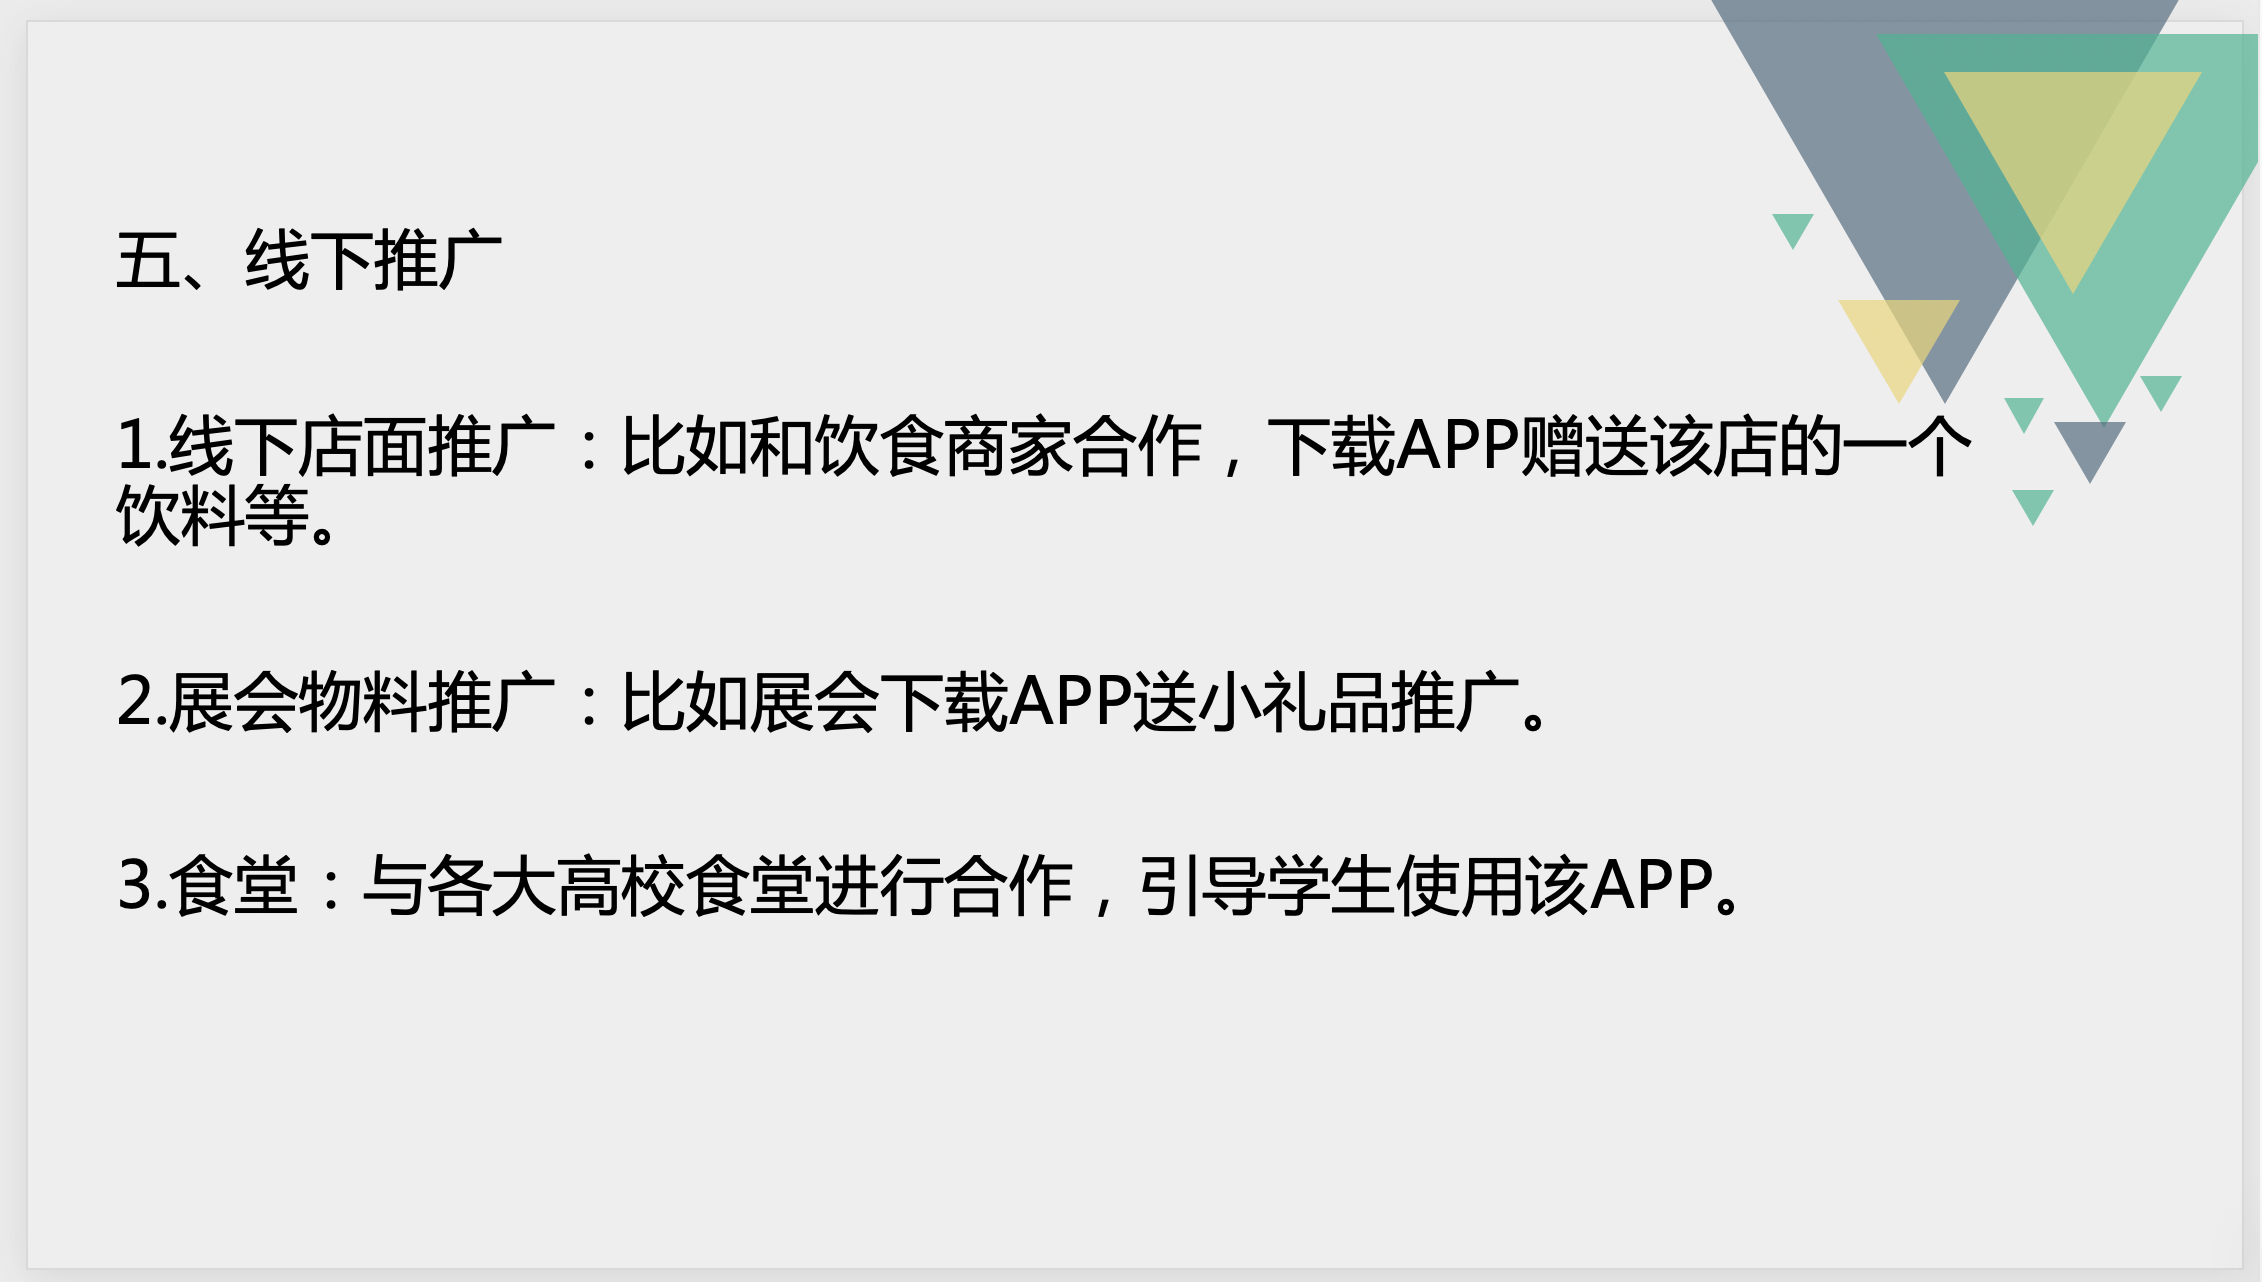 五、线下推广
1.线下店面推广：比如和饮食商家合作，下载APP赠送该店的一个
饮料等。
2.展会物料推广：比如展会下载APP送小礼品推广。
3.食堂：与各大高校食堂进行合作，引导学生使用该APP。